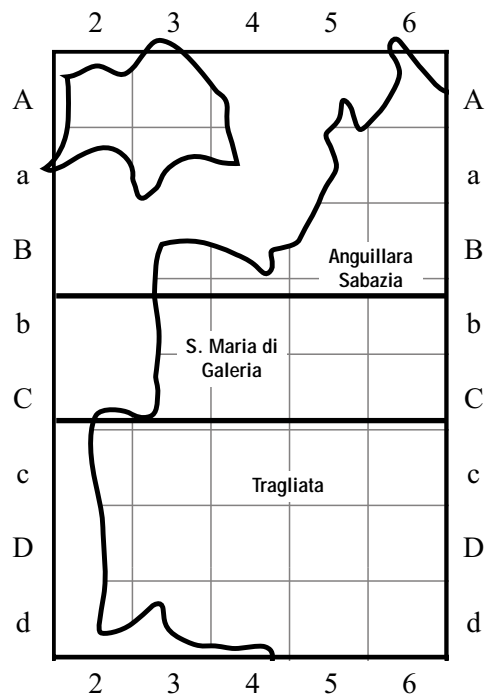 2 3 4 5 6
A A
a a
B B
Anguillara
Sabazia
b b
S. Maria di
Galeria
C C
c c
Tragliata
D D
d d
2 3 4 5 6